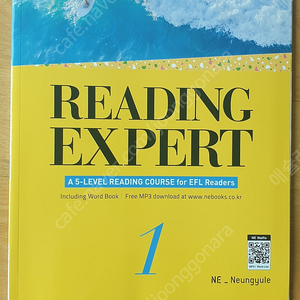 READING
EXPERT
A 5-LEVEL READING COURSE for EFL Readers
Including Word Book | Free MP3 download at www.nebooks.co.kr
1
NE _ Neungyule